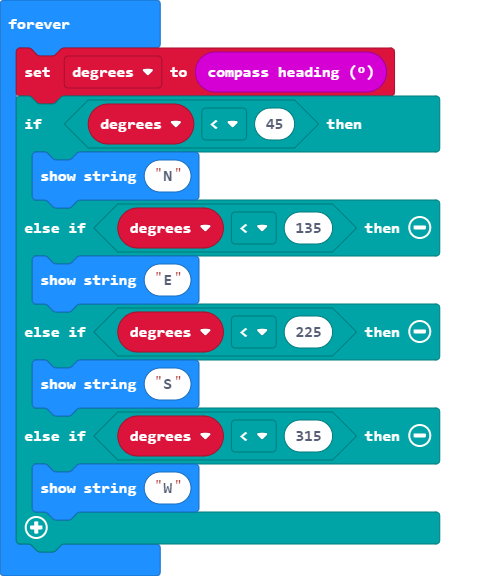 forever
set degrees to compass heading (º)
if degrees < 45 then
show string "N"
else if degrees < 135 then
show string "E"
else if degrees < 225 then
show string "S"
else if degrees < 315 then
show string "W"